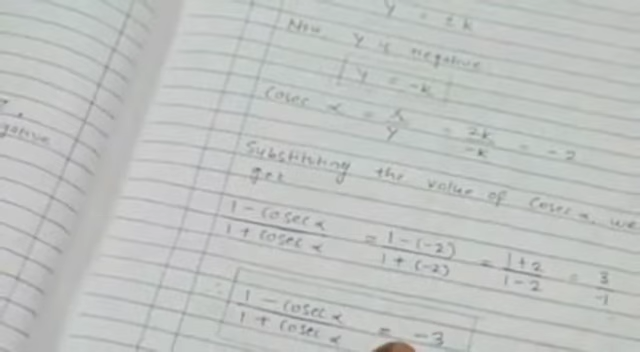 Y = ±k
Now Y is negative
Y = -k
gative
Cosec α = r/Y = 2k/-k = -2
Substituting the value of Cosec α, we
get
1 - cosec α / 1 + cosec α = 1-(-2) / 1+(-2) = 1+2 / 1-2 = 3 / -1
∴ 1 - cosec α / 1 + cosec α = -3